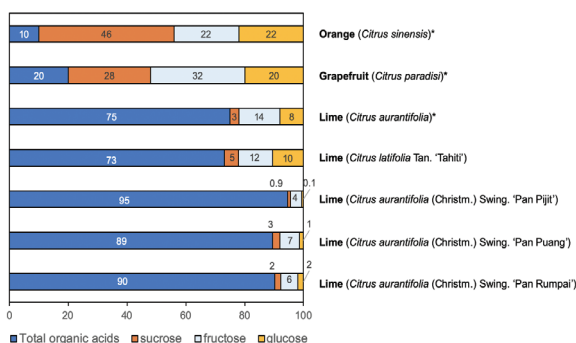 10 46 22 22 Orange (Citrus sinensis)*
20 28 32 20 Grapefruit (Citrus paradisi)*
75 3 14 8 Lime (Citrus aurantifolia)*
73 5 12 10 Lime (Citrus latifolia Tan. ‘Tahiti’)
0.9 0.1
95 4 Lime (Citrus aurantifolia (Christm.) Swing. ‘Pan Pijit’)
3 1
89 7 Lime (Citrus aurantifolia (Christm.) Swing. ‘Pan Puang’)
2 2
90 6 Lime (Citrus aurantifolia (Christm.) Swing. ‘Pan Rumpai’)
0 20 40 60 80 100
Total organic acids sucrose fructose glucose